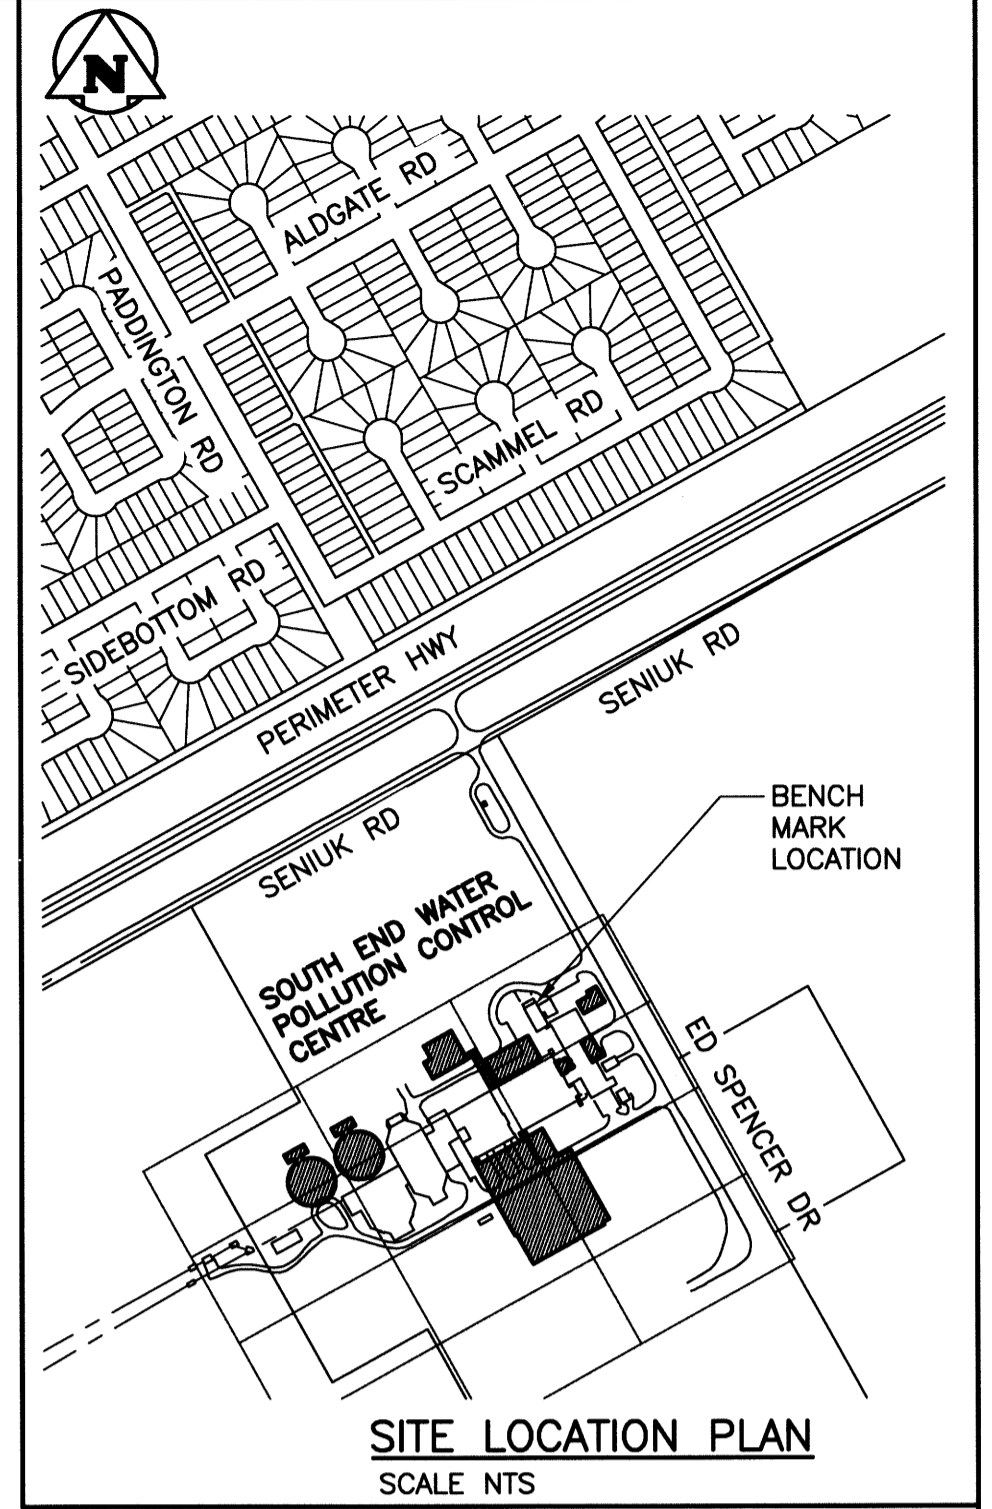 N
ALDGATE RD
PADDINGTON RD
SCAMMEL RD
SIDEBOTTOM RD
PERIMETER HWY
SENIUK RD
BENCH
MARK
LOCATION
SENIUK RD
SOUTH END WATER
POLLUTION CONTROL
CENTRE
ED SPENCER DR
SITE LOCATION PLAN
SCALE NTS